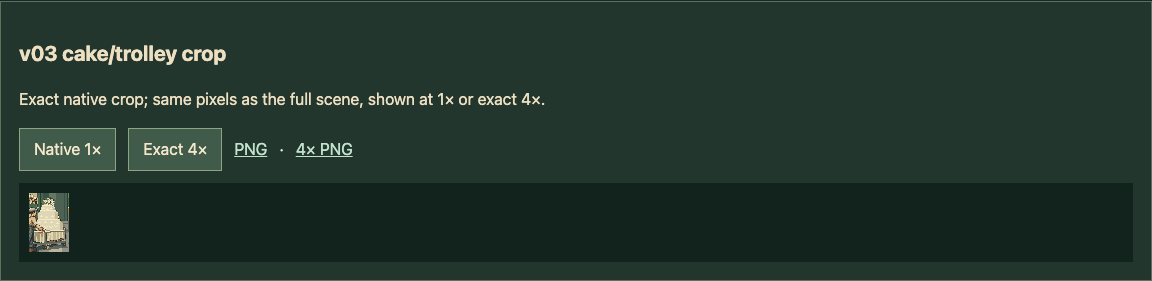 v03 cake/trolley crop
Exact native crop; same pixels as the full scene, shown at 1× or exact 4×.
Native 1× Exact 4× PNG · 4× PNG